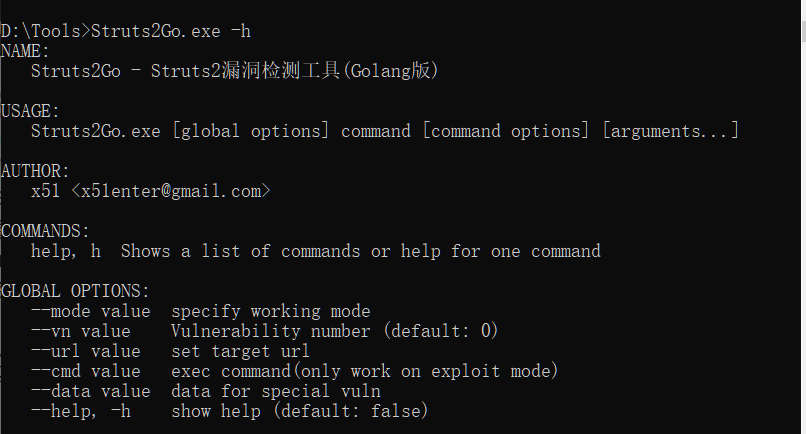 D:\Tools>Struts2Go.exe -h
NAME:
   Struts2Go - Struts2漏洞检测工具(Golang版)
USAGE:
   Struts2Go.exe [global options] command [command options] [arguments...]
AUTHOR:
   x51 <x51enter@gmail.com>
COMMANDS:
   help, h  Shows a list of commands or help for one command
GLOBAL OPTIONS:
   --mode value  specify working mode
   --vn value    Vulnerability number (default: 0)
   --url value   set target url
   --cmd value   exec command(only work on exploit mode)
   --data value  data for special vuln
   --help, -h    show help (default: false)